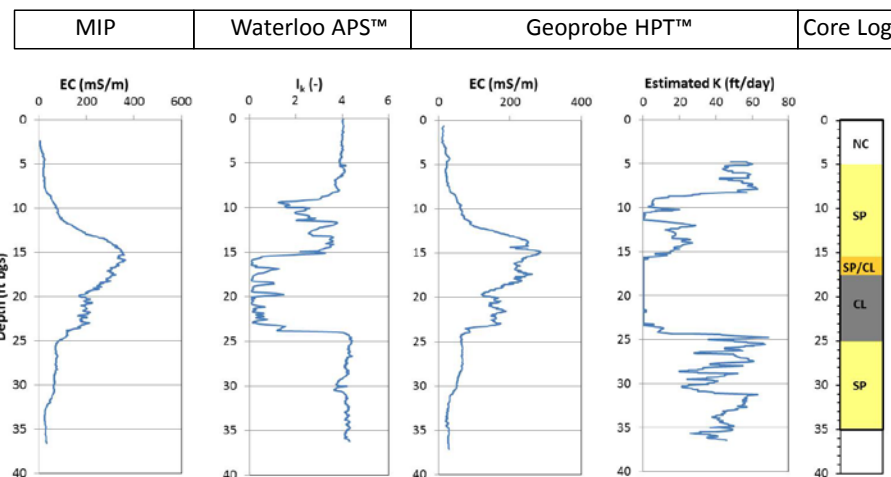 MIP Waterloo APS™ Geoprobe HPT™ Core Log
EC (mS/m) Ik (-) EC (mS/m) Estimated K (ft/day)
0 200 400 600 0 2 4 6 0 200 400 0 20 40 60 80
0 0 0 0 0
NC
5 5 5 5 5
10 10 10 10 10
SP
15 15 15 15 15
SP/CL
Depth (ft bgs)
20 20 20 20 20
CL
25 25 25 25 25
30 30 30 30 30
SP
35 35 35 35 35
40 40 40 40 40